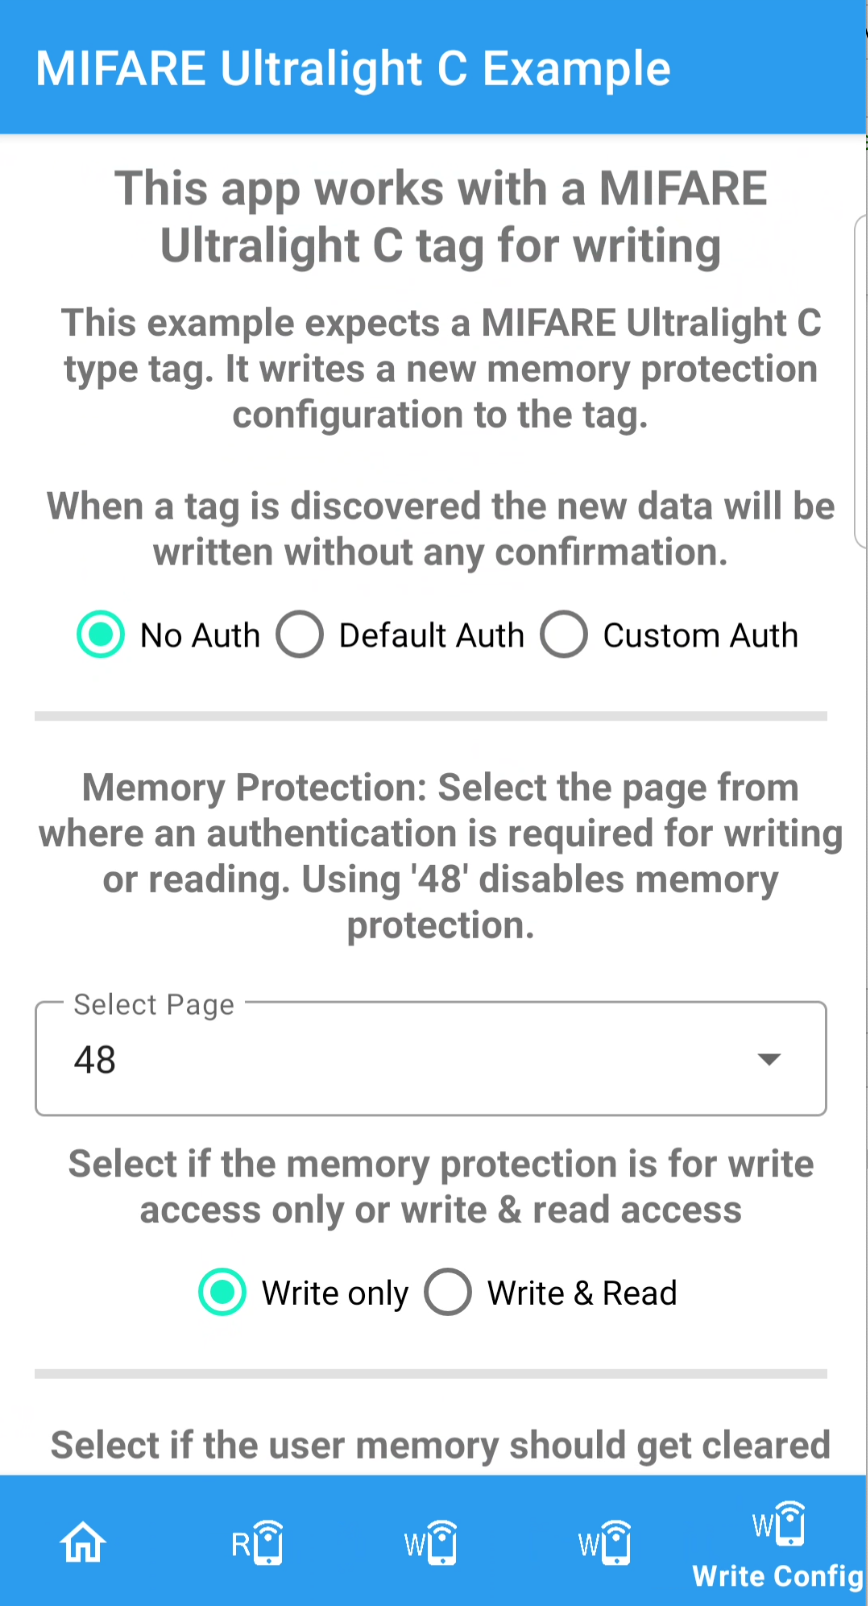 MIFARE Ultralight C Example
This app works with a MIFARE
Ultralight C tag for writing
This example expects a MIFARE Ultralight C
type tag. It writes a new memory protection
configuration to the tag.
When a tag is discovered the new data will be
written without any confirmation.
No Auth Default Auth Custom Auth
Memory Protection: Select the page from
where an authentication is required for writing
or reading. Using '48' disables memory
protection.
Select Page
48
Select if the memory protection is for write
access only or write & read access
Write only Write & Read
Select if the user memory should get cleared
R W W W
Write Config